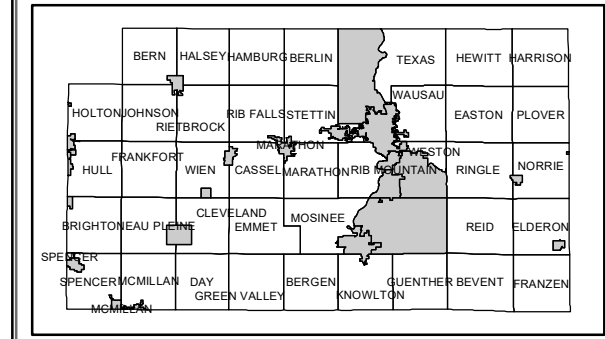 BERN HALSEY HAMBURG BERLIN TEXAS HEWITT HARRISON
WAUSAU
HOLTON JOHNSON RIB FALLS STETTIN EASTON PLOVER
RIETBROCK
MARATHON WESTON
FRANKFORT NORRIE
HULL WIEN CASSEL MARATHON RIB MOUNTAIN RINGLE
CLEVELAND MOSINEE
BRIGHTON EAU PLEINE EMMET REID ELDERON
SPENCER
SPENCER MCMILLAN DAY BERGEN GUENTHER BEVENT FRANZEN
GREEN VALLEY KNOWLTON
MCMILLAN